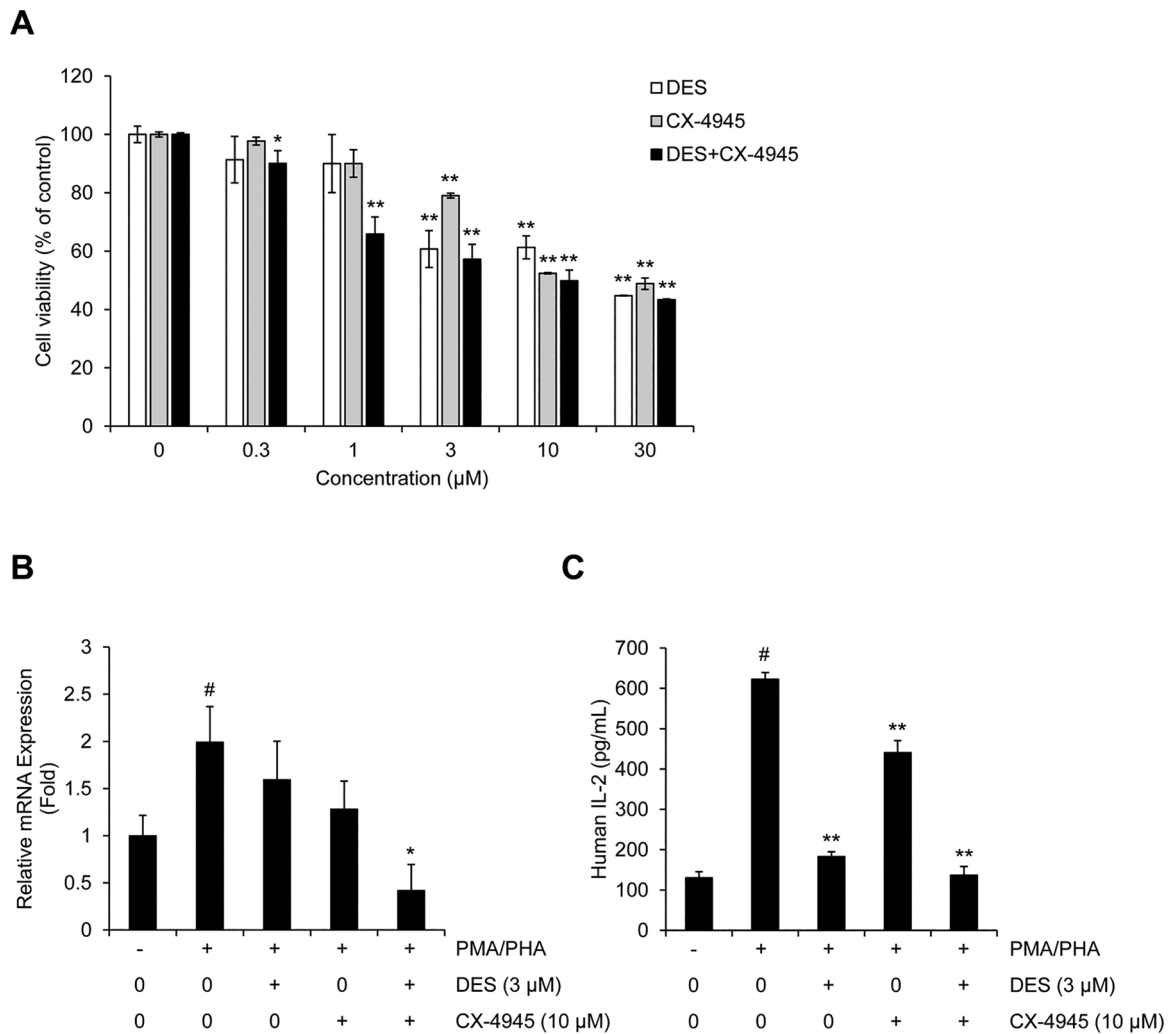 A
120
100
80
60
40
20
0
Cell viability (% of control)
DES
CX-4945
DES+CX-4945
*
**
**
**
**
**
**
**
**
**
**
0 0.3 1 3 10 30
Concentration (μM)
B
Relative mRNA Expression
(Fold)
3
2.5
2
1.5
1
0.5
0
#
*
- + + + + PMA/PHA
0 0 + 0 + DES (3 μM)
0 0 0 + + CX-4945 (10 μM)
C
Human IL-2 (pg/mL)
700
600
500
400
300
200
100
0
#
**
**
**
- + + + + PMA/PHA
0 0 + 0 + DES (3 μM)
0 0 0 + + CX-4945 (10 μM)